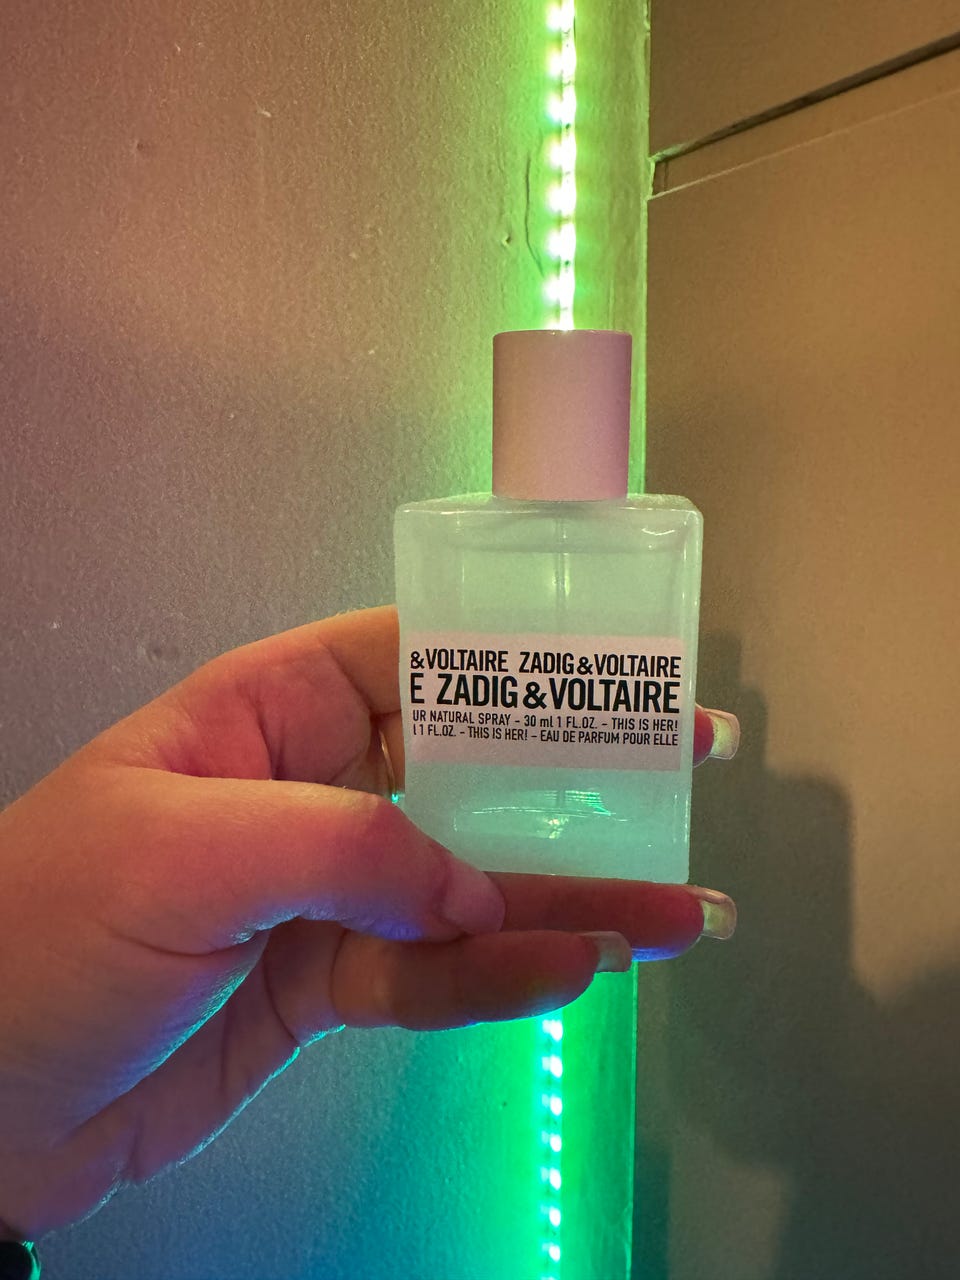 &VOLTAIRE ZADIG&VOLTAIRE
E ZADIG&VOLTAIRE
UR NATURAL SPRAY – 30 ml 1 FL.OZ. – THIS IS HER!
l 1 FL.OZ. – THIS IS HER! – EAU DE PARFUM POUR ELLE